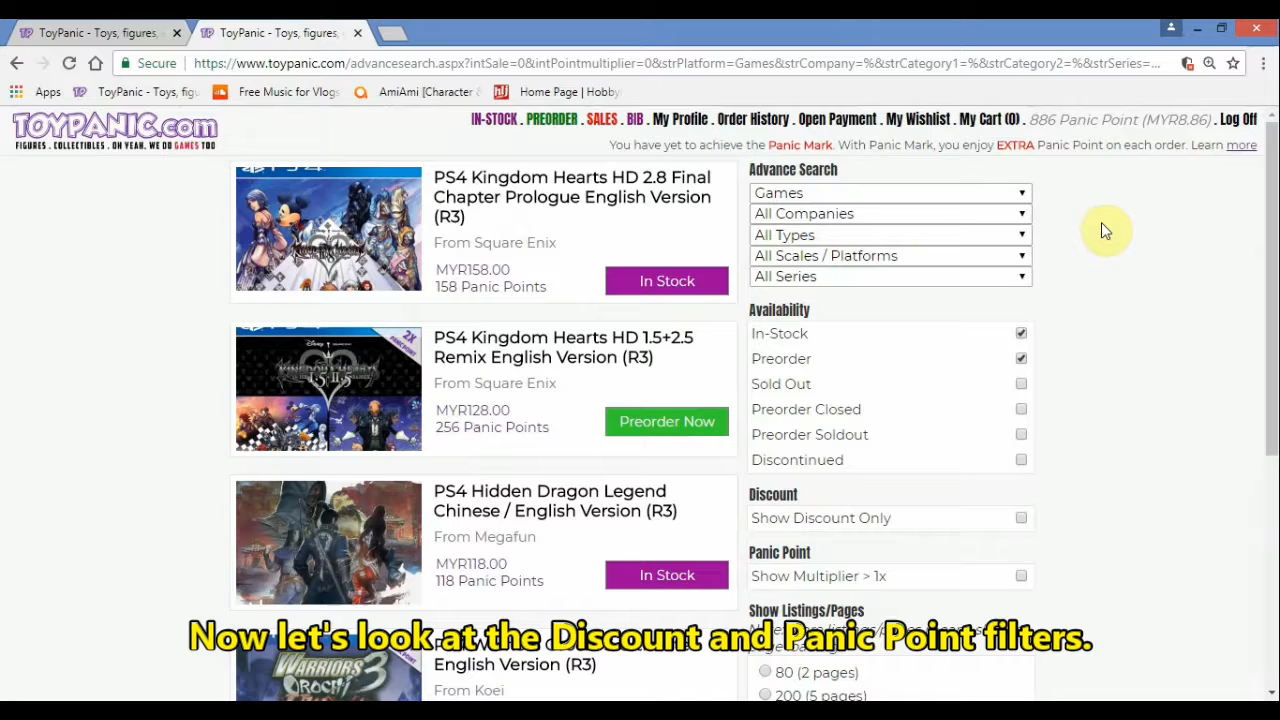 ToyPanic - Toys, figures,
ToyPanic - Toys, figures,
Secure
https://www.toypanic.com/advancesearch.aspx?intSale=0&intPointmultiplier=0&strPlatform=Games&strCompany=%&strCategory1=%&strCategory2=%&strSeries=...
Apps
ToyPanic - Toys, figu
Free Music for Vlogs
AmiAmi [Character &
Home Page | Hobby
TOYPANIC.com
FIGURES . COLLECTIBLES . OH YEAH, WE DO GAMES TOO
IN-STOCK . PREORDER . SALES . BIB . My Profile . Order History . Open Payment . My Wishlist . My Cart (0) . 886 Panic Point (MYR8.86) . Log Off
You have yet to achieve the Panic Mark. With Panic Mark, you enjoy EXTRA Panic Point on each order. Learn more
PS4 Kingdom Hearts HD 2.8 Final
Chapter Prologue English Version
(R3)
From Square Enix
MYR158.00
158 Panic Points
In Stock
2X
PS4 Kingdom Hearts HD 1.5+2.5
Remix English Version (R3)
From Square Enix
MYR128.00
256 Panic Points
Preorder Now
PS4 Hidden Dragon Legend
Chinese / English Version (R3)
From Megafun
MYR118.00
118 Panic Points
In Stock
WARRIORS
OROCHI 3
English Version (R3)
From Koei
Advance Search
Games
All Companies
All Types
All Scales / Platforms
All Series
Availability
In-Stock
Preorder
Sold Out
Preorder Closed
Preorder Soldout
Discontinued
Discount
Show Discount Only
Panic Point
Show Multiplier > 1x
Show Listings/Pages
80 (2 pages)
200 (5 pages)
Now let's look at the Discount and Panic Point filters.